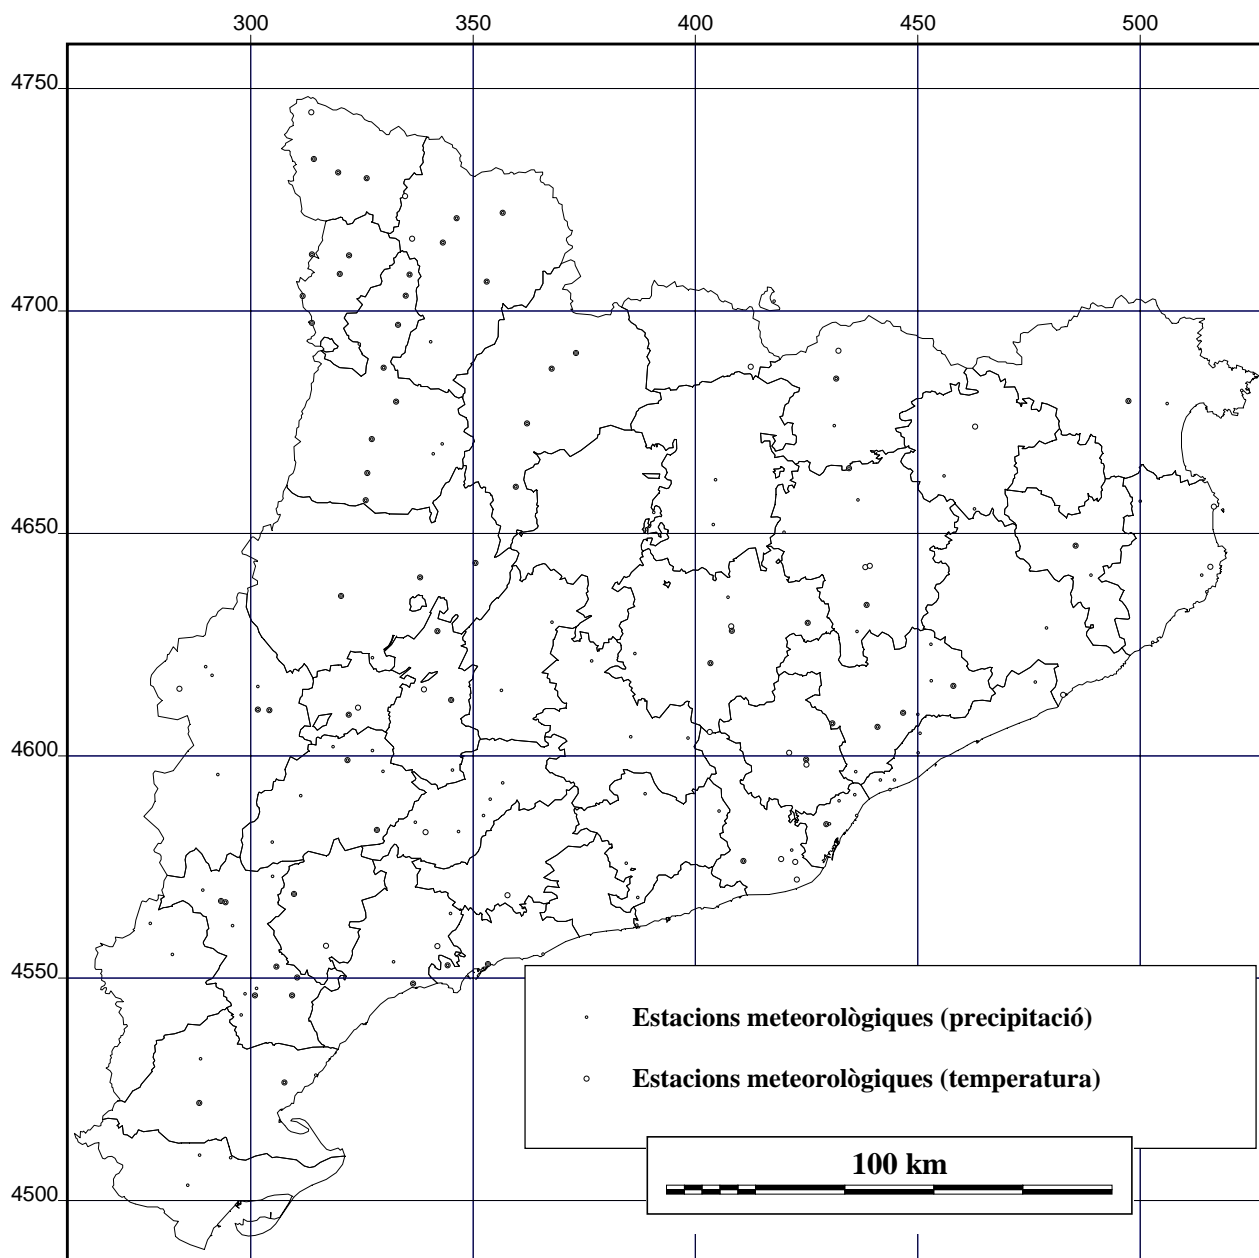 300 350 400 450 500
4750
4700
4650
4600
4550
Estacions meteorològiques (precipitació)
Estacions meteorològiques (temperatura)
100 km
4500